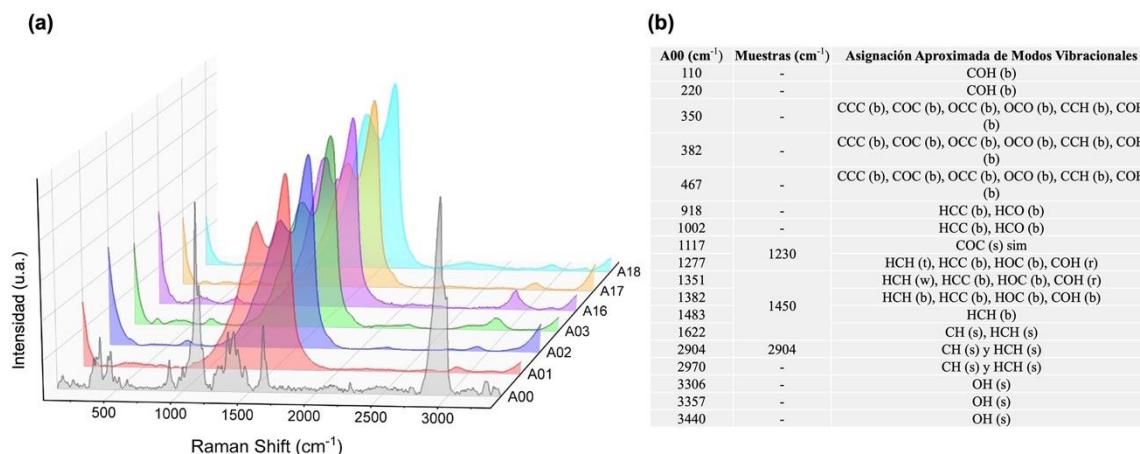 (a)
Intensidad (u.a.)
500 1000 1500 2000 2500 3000
Raman Shift (cm-1)
A18
A17
A16
A03
A02
A01
A00
(b)
A00 (cm-1) Muestras (cm-1) Asignación Aproximada de Modos Vibracionales
110 - COH (b)
220 - COH (b)
350 - CCC (b), COC (b), OCC (b), OCO (b), CCH (b), COH
(b)
382 - CCC (b), COC (b), OCC (b), OCO (b), CCH (b), COH
(b)
467 - CCC (b), COC (b), OCC (b), OCO (b), CCH (b), COH
(b)
918 - HCC (b), HCO (b)
1002 - HCC (b), HCO (b)
1117 COC (s) sim
1230
1277 HCH (t), HCC (b), HOC (b), COH (r)
1351 HCH (w), HCC (b), HOC (b), COH (r)
1382 HCH (b), HCC (b), HOC (b), COH (b)
1450
1483 HCH (b)
1622 CH (s), HCH (s)
2904 2904 CH (s) y HCH (s)
2970 CH (s) y HCH (s)
3306 - OH (s)
3357 - OH (s)
3440 - OH (s)